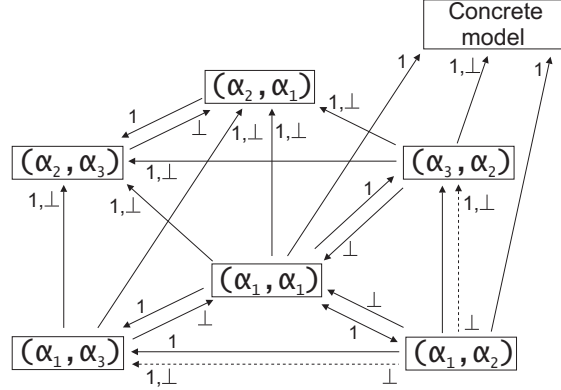 Concrete
model
1
1,⊥
1
(α₂,α₁)
1
⊥
1,⊥
1,⊥
1,⊥
(α₂,α₃)
1,⊥
(α₃,α₂)
1,⊥
1,⊥
1
1,⊥
⊥
(α₁,α₁)
1
⊥
⊥
1
⊥
(α₁,α₃)
1
(α₁,α₂)
1,⊥
⊥